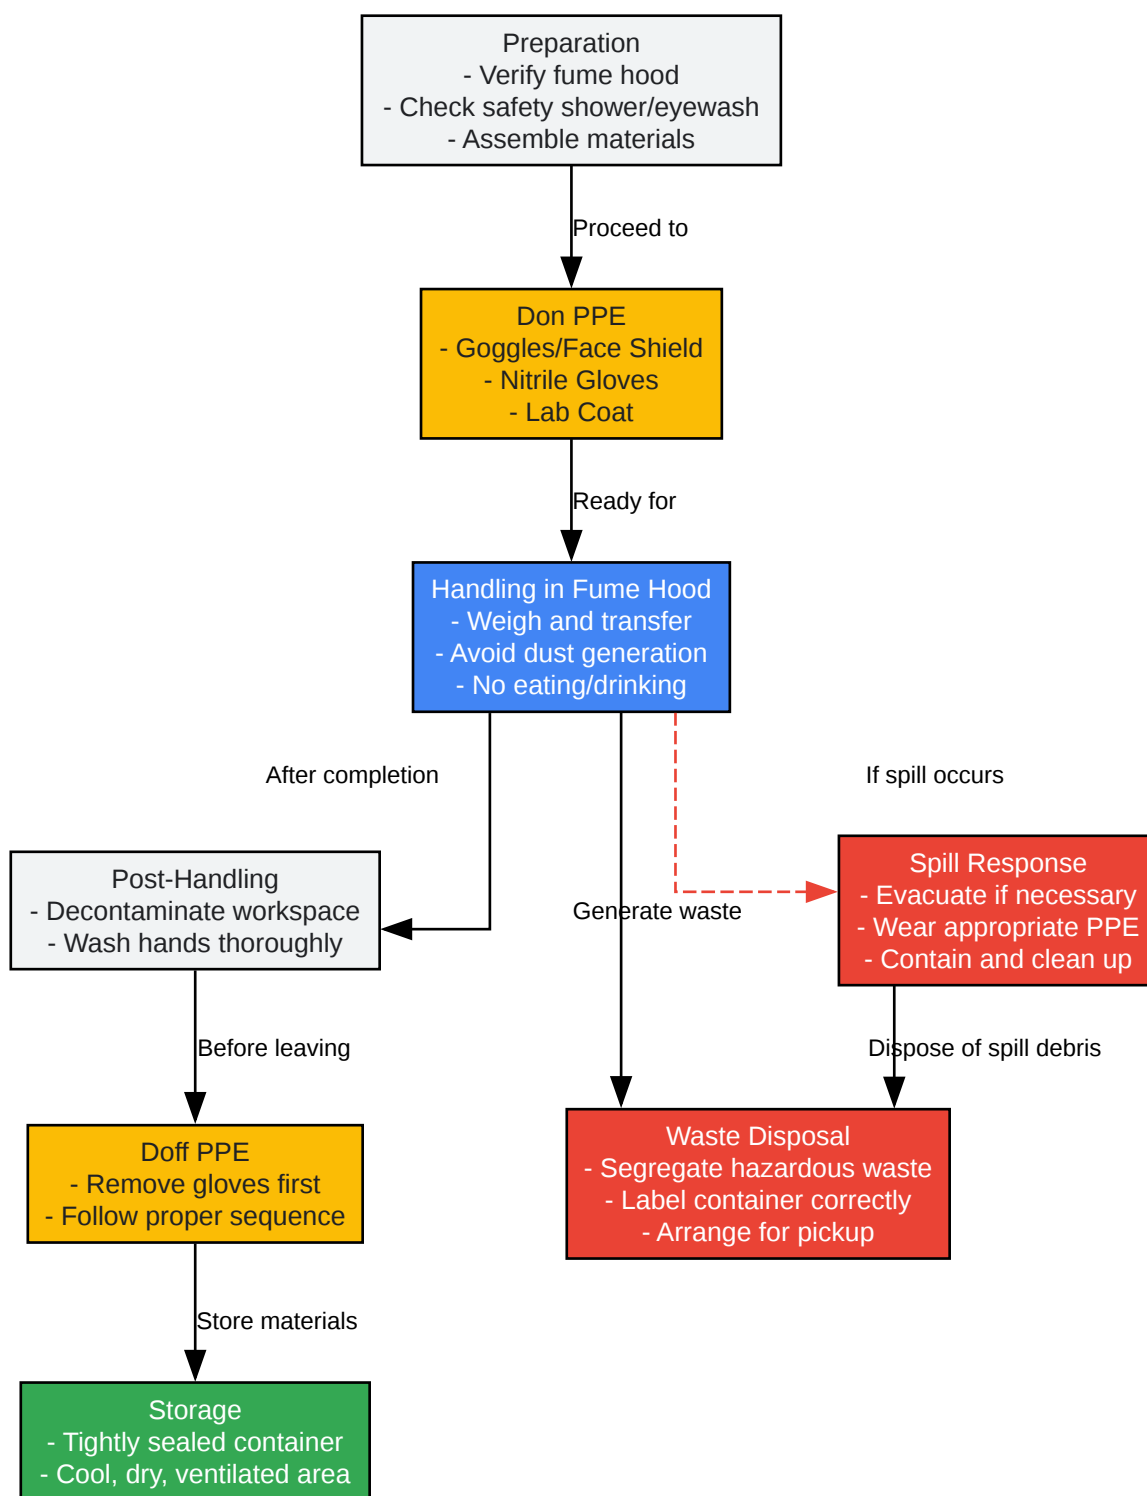 Preparation
- Verify fume hood
- Check safety shower/eyewash
- Assemble materials
Proceed to
Don PPE
- Goggles/Face Shield
- Nitrile Gloves
- Lab Coat
Ready for
Handling in Fume Hood
- Weigh and transfer
- Avoid dust generation
- No eating/drinking
After completion
If spill occurs
Post-Handling
- Decontaminate workspace
- Wash hands thoroughly
Generate waste
Spill Response
- Evacuate if necessary
- Wear appropriate PPE
- Contain and clean up
Before leaving
Dispose of spill debris
Doff PPE
- Remove gloves first
- Follow proper sequence
Waste Disposal
- Segregate hazardous waste
- Label container correctly
- Arrange for pickup
Store materials
Storage
- Tightly sealed container
- Cool, dry, ventilated area